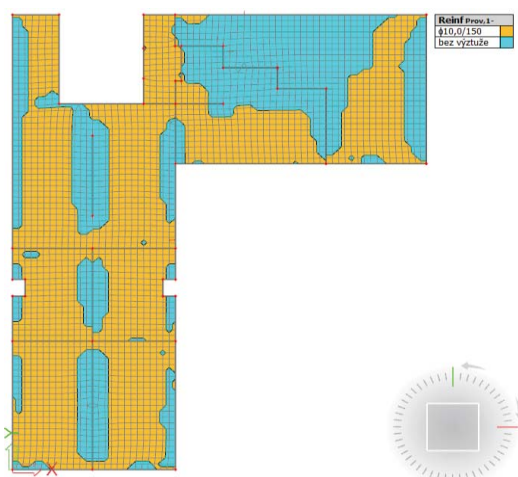 Reinf Prov,1-
ϕ10,0/150
bez výztuže
Y
X